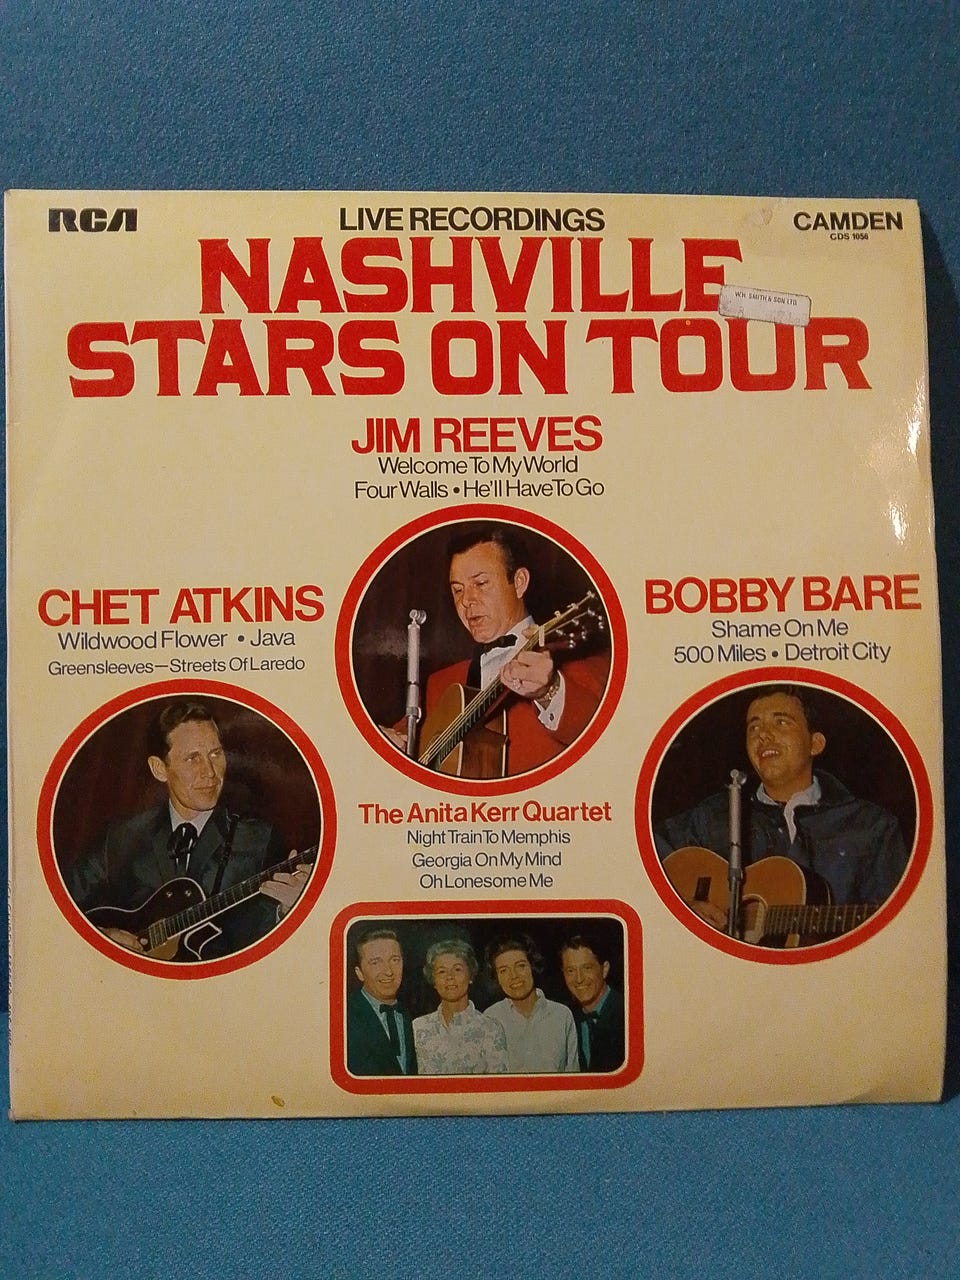 RCA
LIVE RECORDINGS
CAMDEN
CDS 1056
NASHVILLE
W.H. SMITH & SON LTD.
STARS ON TOUR
JIM REEVES
Welcome To My World
Four Walls • He'll Have To Go
CHET ATKINS
Wildwood Flower • Java
Greensleeves—Streets Of Laredo
BOBBY BARE
Shame On Me
500 Miles • Detroit City
The Anita Kerr Quartet
Night Train To Memphis
Georgia On My Mind
Oh Lonesome Me